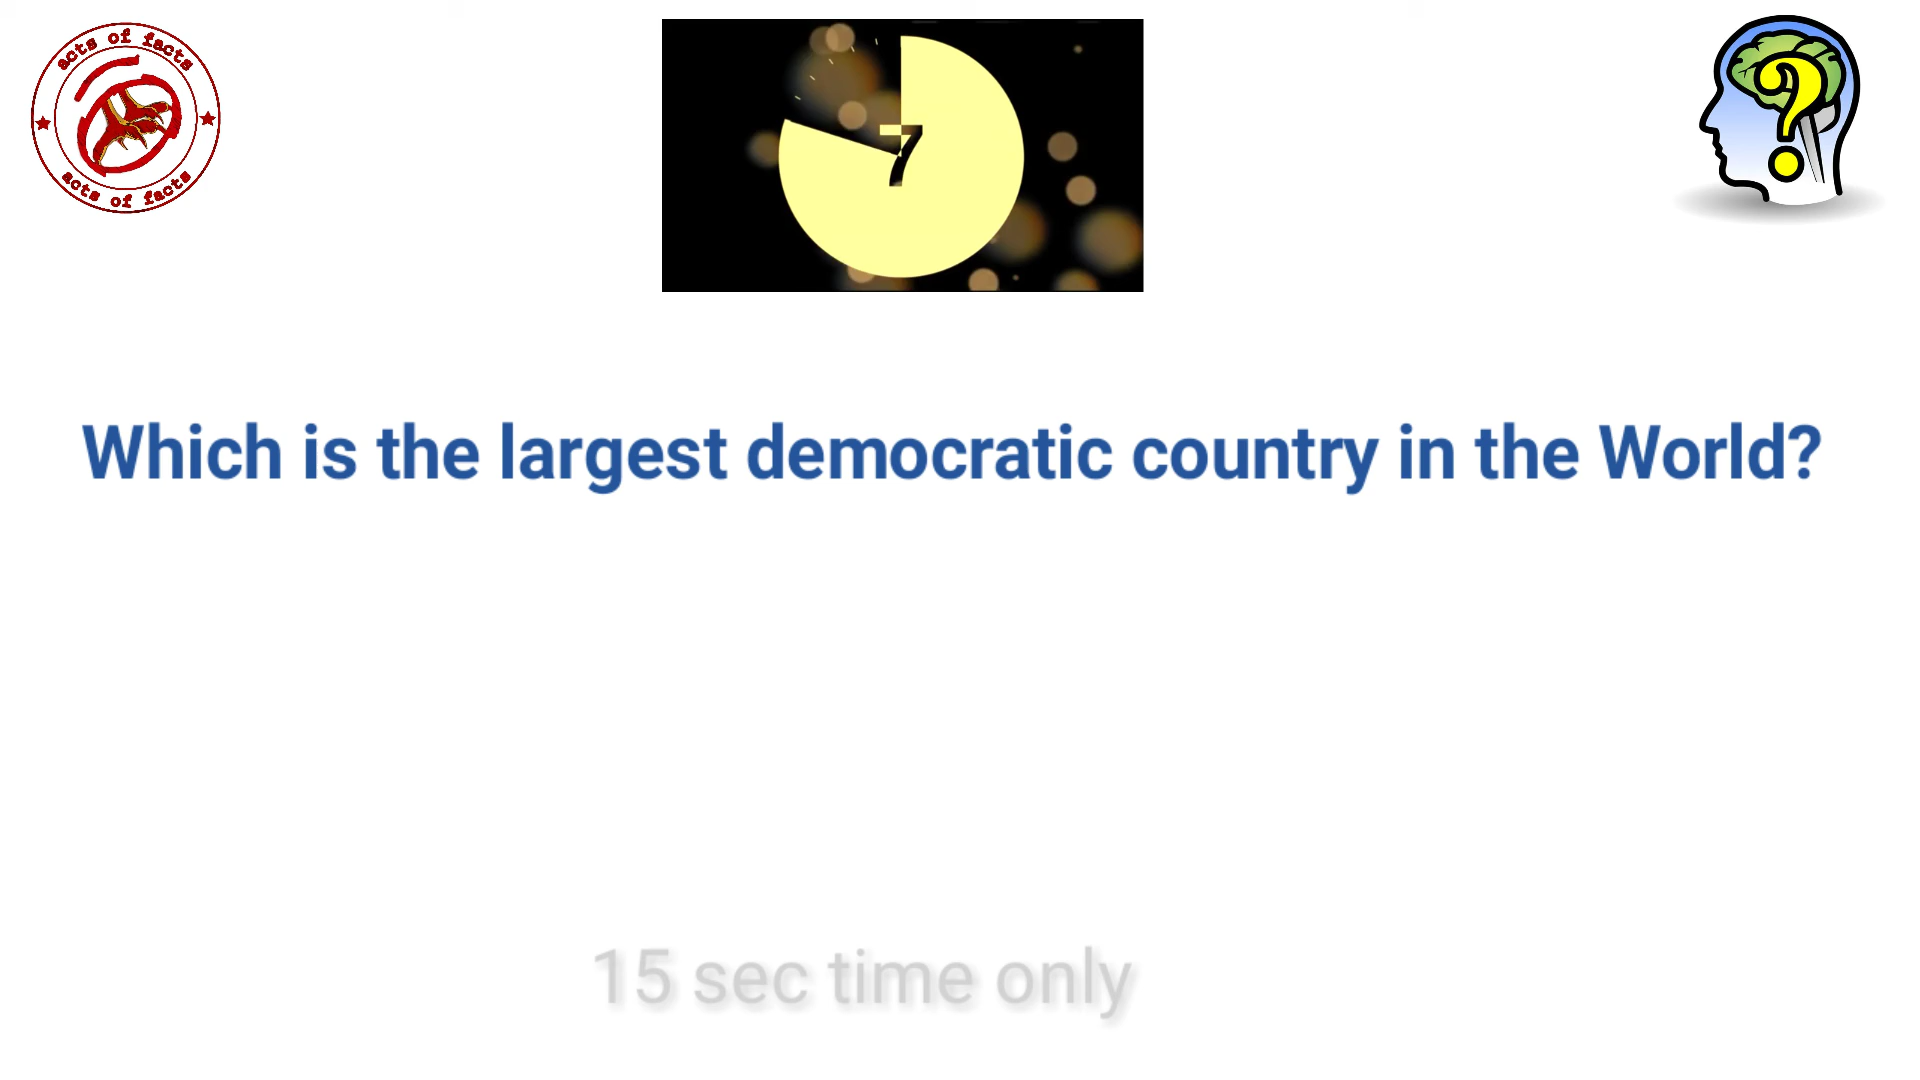 acts of facts
acts of facts
7
?
Which is the largest democratic country in the World?
15 sec time only